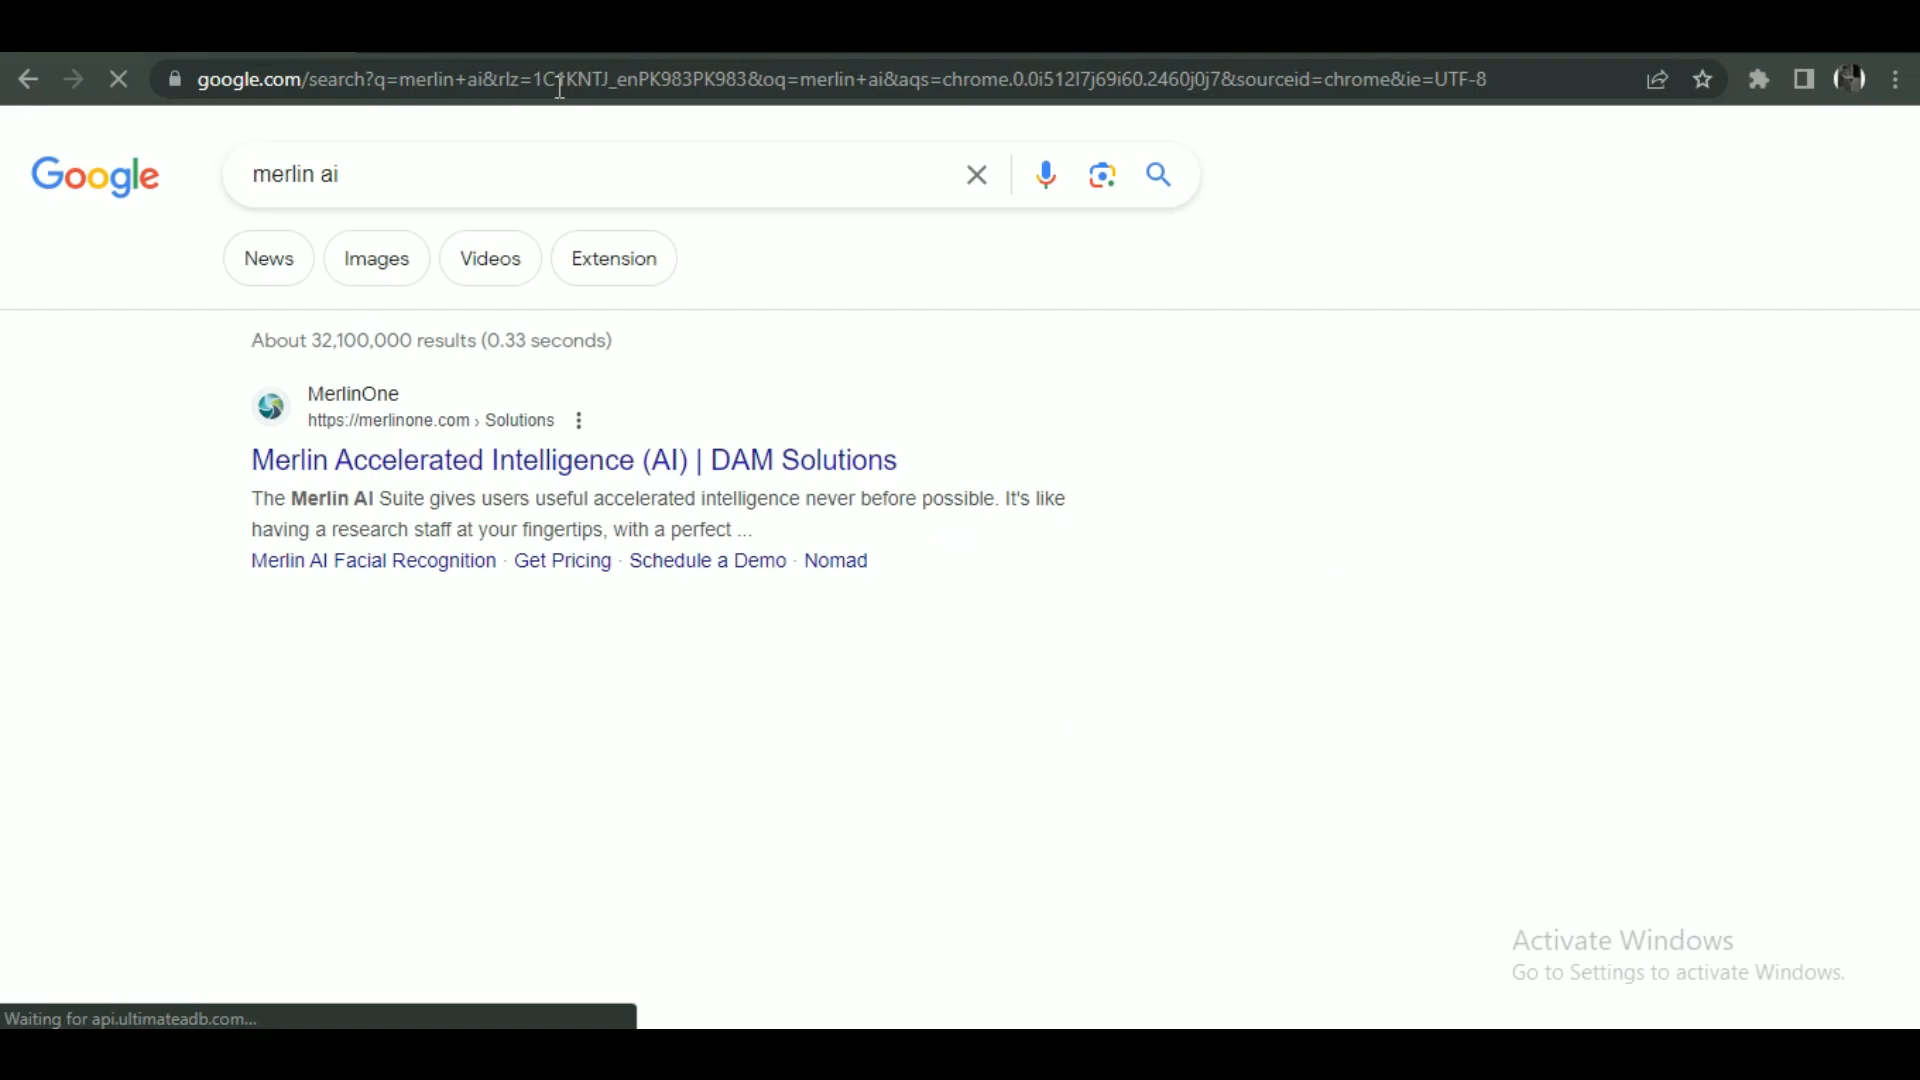 google.com/search?q=merlin+ai&rlz=1C1KNTJ_enPK983PK983&oq=merlin+ai&aqs=chrome.0.0i512l7j69i60.2460j0j7&sourceid=chrome&ie=UTF-8
Google
merlin ai
News
Images
Videos
Extension
About 32,100,000 results (0.33 seconds)
MerlinOne
https://merlinone.com › Solutions
Merlin Accelerated Intelligence (AI) | DAM Solutions
The Merlin AI Suite gives users useful accelerated intelligence never before possible. It's like
having a research staff at your fingertips, with a perfect ...
Merlin AI Facial Recognition · Get Pricing · Schedule a Demo · Nomad
Activate Windows
Go to Settings to activate Windows.
Waiting for api.ultimateadb.com...